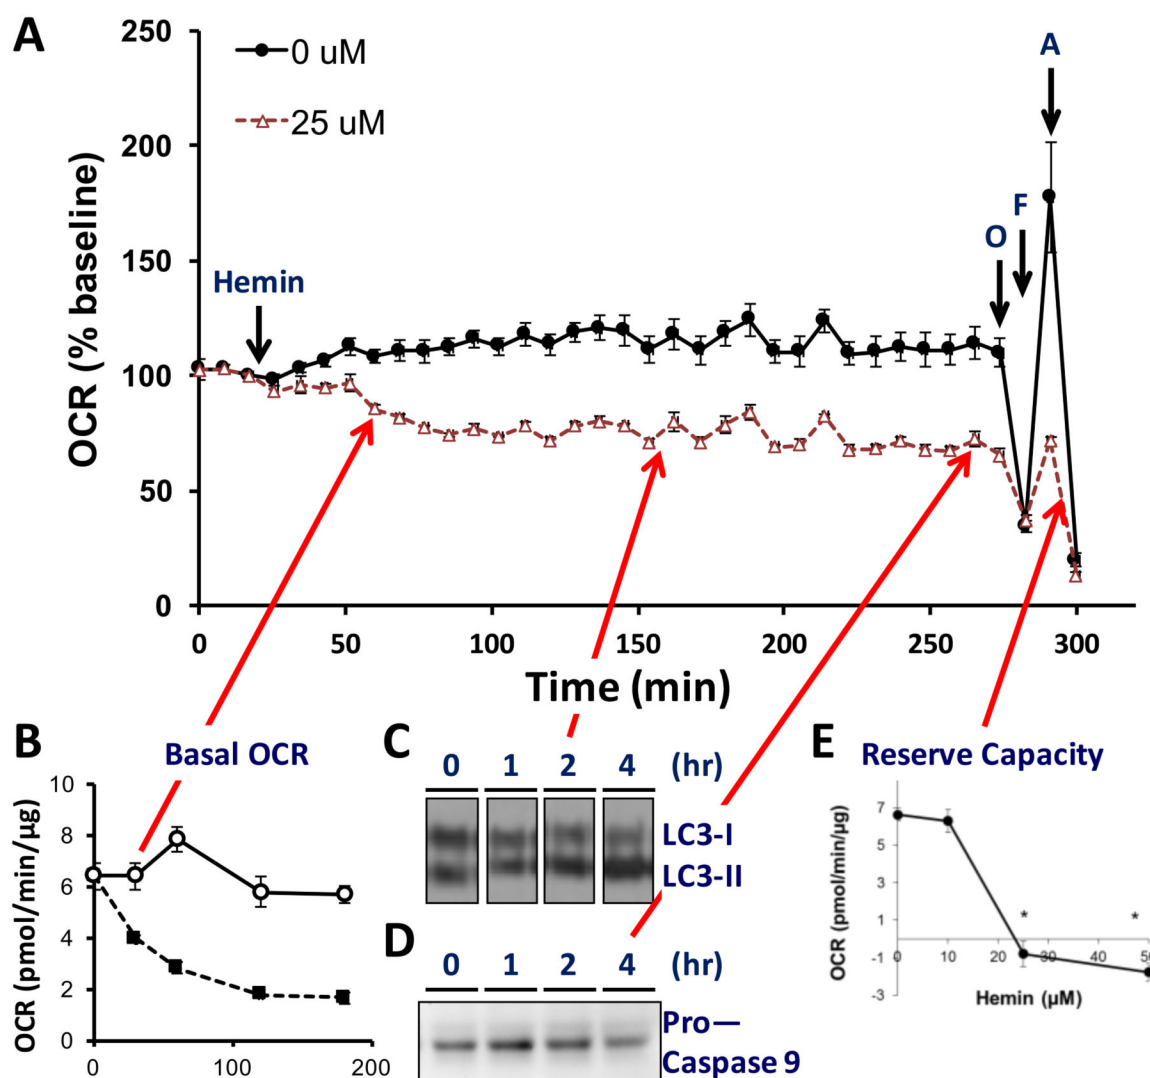 A
250
200
150
100
50
0
OCR (% baseline)
0 uM
25 uM
Hemin
O
F
A
0
50
100
150
200
250
300
Time (min)
B
Basal OCR
10
8
6
4
2
0
OCR (pmol/min/µg)
0
100
200
C
0 1 2 4 (hr)
LC3-I
LC3-II
D
0 1 2 4 (hr)
Pro—
Caspase 9
E
Reserve Capacity
7
5
3
1
-1
-3
OCR (pmol/min/µg)
* *
0 10 20 30 40 50
Hemin (µM)